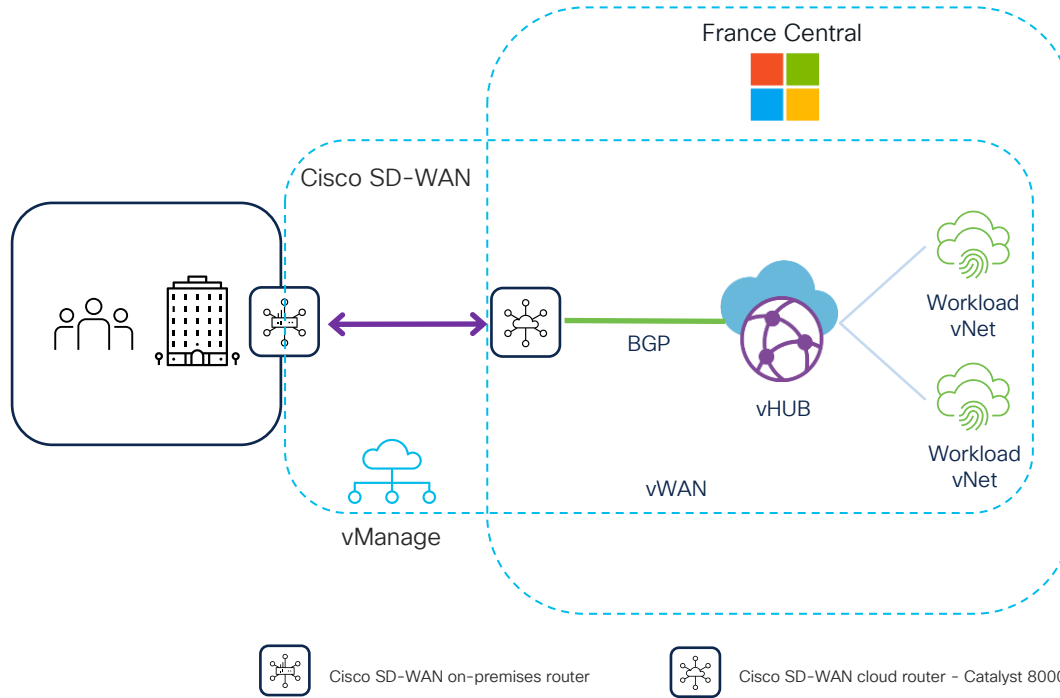 France Central
Cisco SD-WAN
Workload
vNet
BGP
vHUB
Workload
vNet
vWAN
vManage
Cisco SD-WAN on-premises router
Cisco SD-WAN cloud router - Catalyst 8000